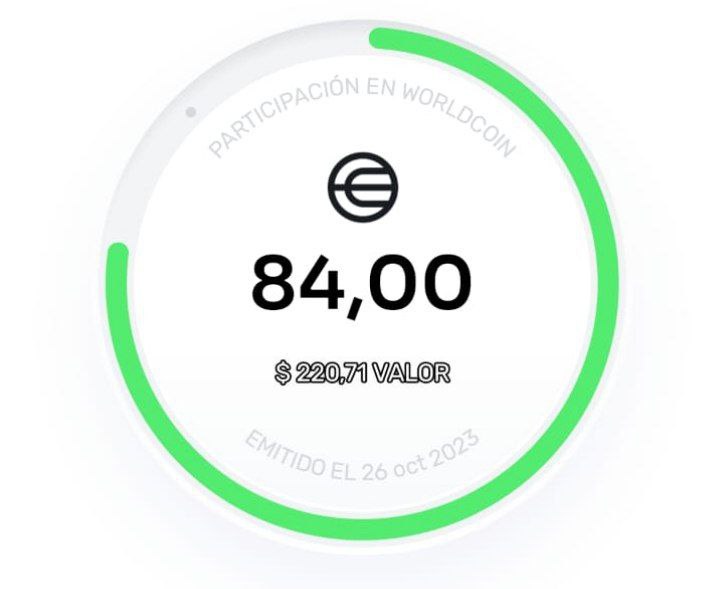 PARTICIPACIÓN EN WORLDCOIN
84,00
$ 220,71 VALOR
EMITIDO EL 26 oct 2023